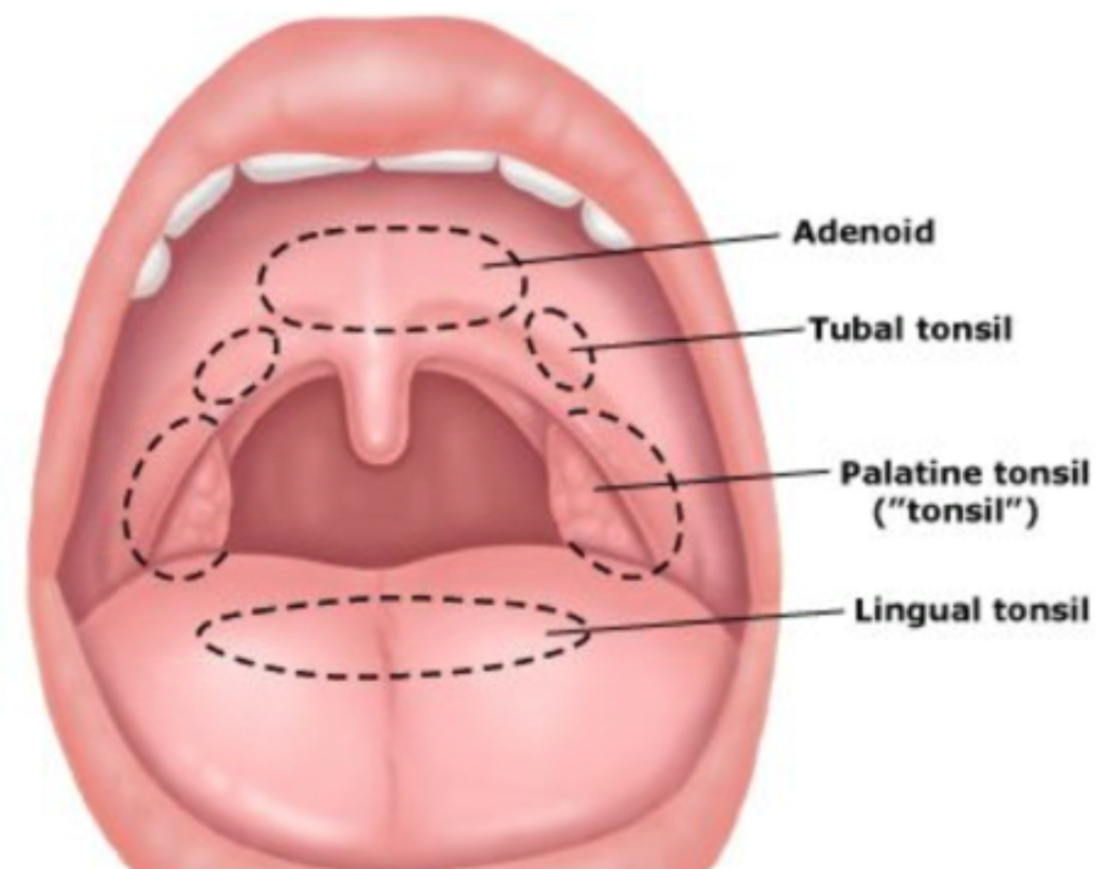 Adenoid
Tubal tonsil
Palatine tonsil
(”tonsil”)
Lingual tonsil